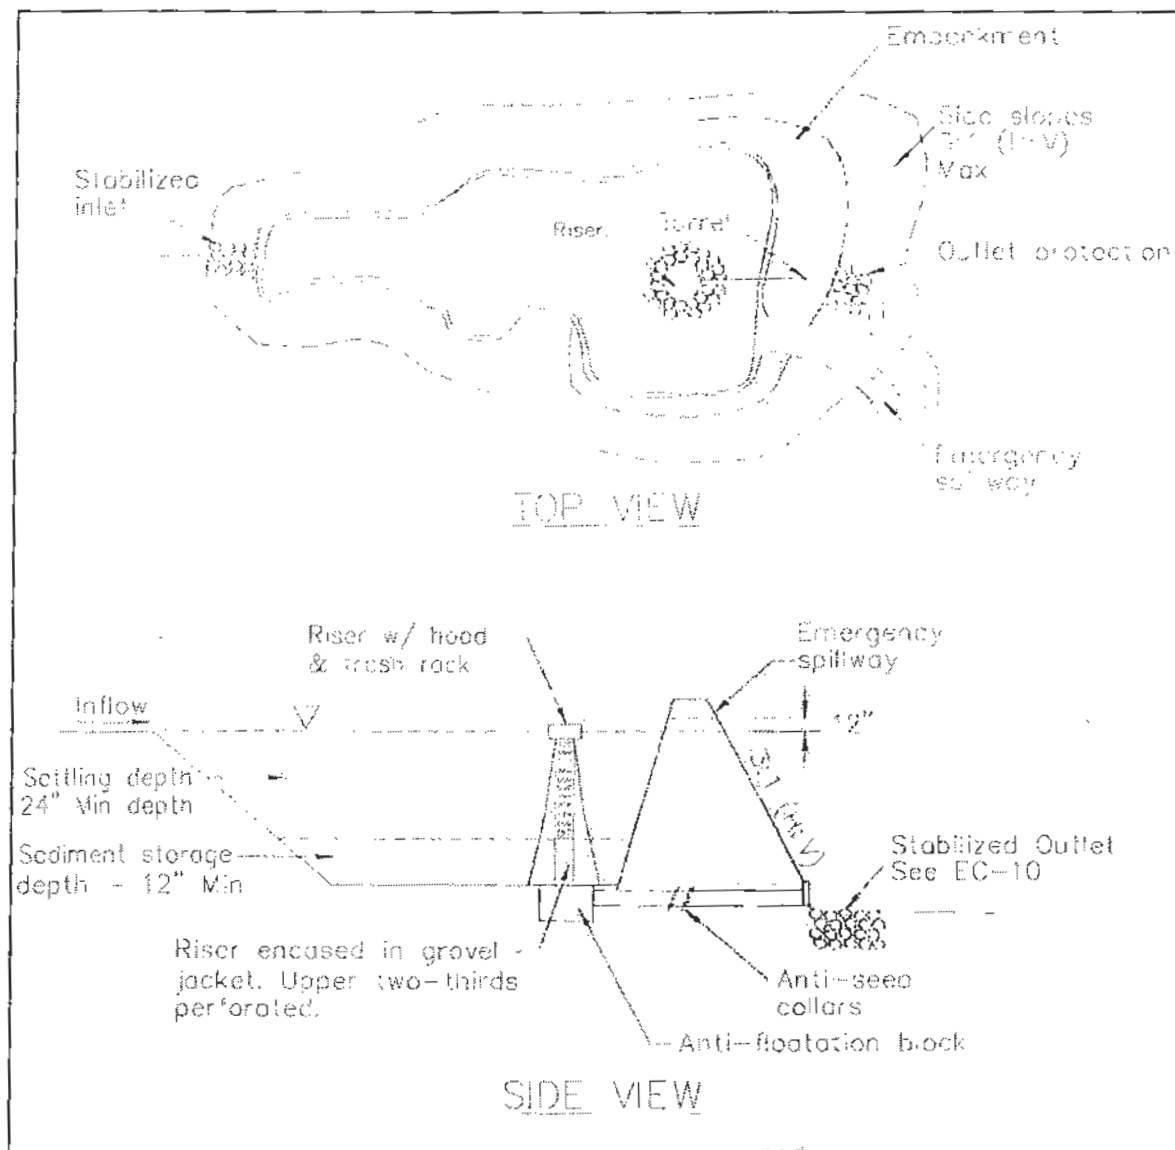 Embankment
Side slopes
(H:V)
Max
Stabilized
inlet
Riser.
Barrel
Outlet protection
Emergency
spillway
TOP VIEW
Riser w/ hood
& trash rack
Emergency
spillway
Inflow
12"
Settling depth
24" Min depth
3:1 (H:V)
Sediment storage
depth - 12" Min
Stabilized Outlet
See EC-10
Riser encased in gravel
jacket. Upper two-thirds
perforated.
Anti-seep
collars
Anti-floatation block
SIDE VIEW